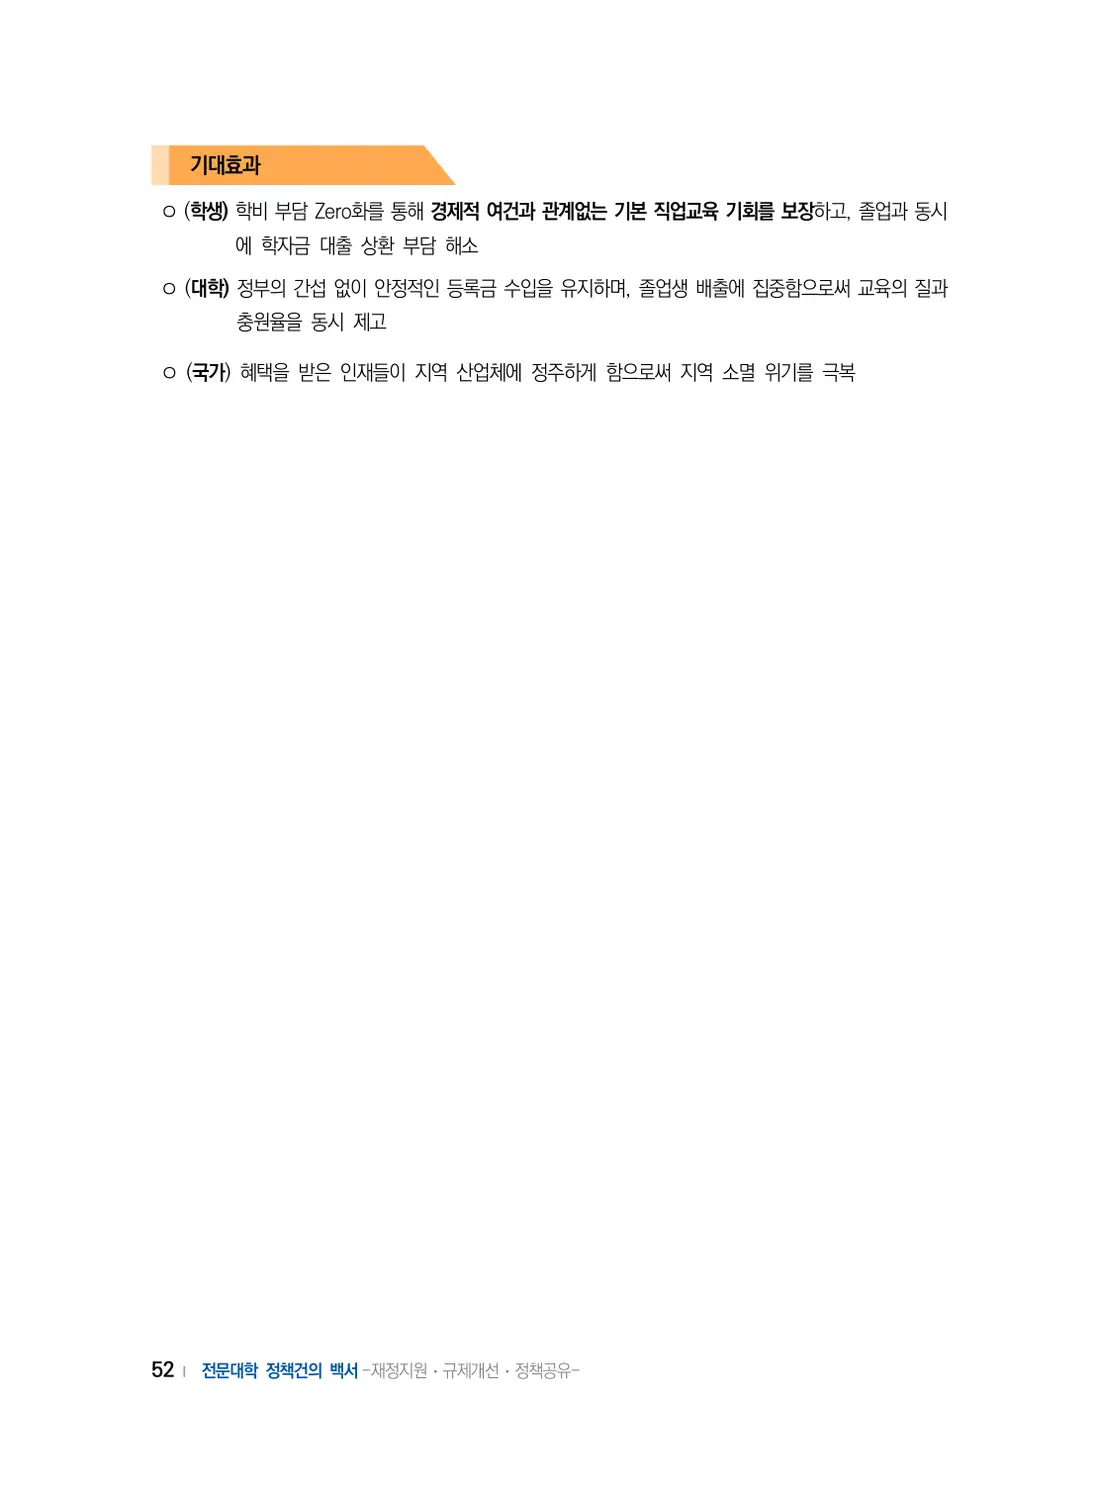 기대효과
ㅇ (학생) 학비 부담 Zero화를 통해 경제적 여건과 관계없는 기본 직업교육 기회를 보장하고, 졸업과 동시
에 학자금 대출 상환 부담 해소
ㅇ (대학) 정부의 간섭 없이 안정적인 등록금 수입을 유지하며, 졸업생 배출에 집중함으로써 교육의 질과
충원율을 동시 제고
ㅇ (국가) 혜택을 받은 인재들이 지역 산업체에 정주하게 함으로써 지역 소멸 위기를 극복
52 | 전문대학 정책건의 백서 -재정지원·규제개선·정책공유-